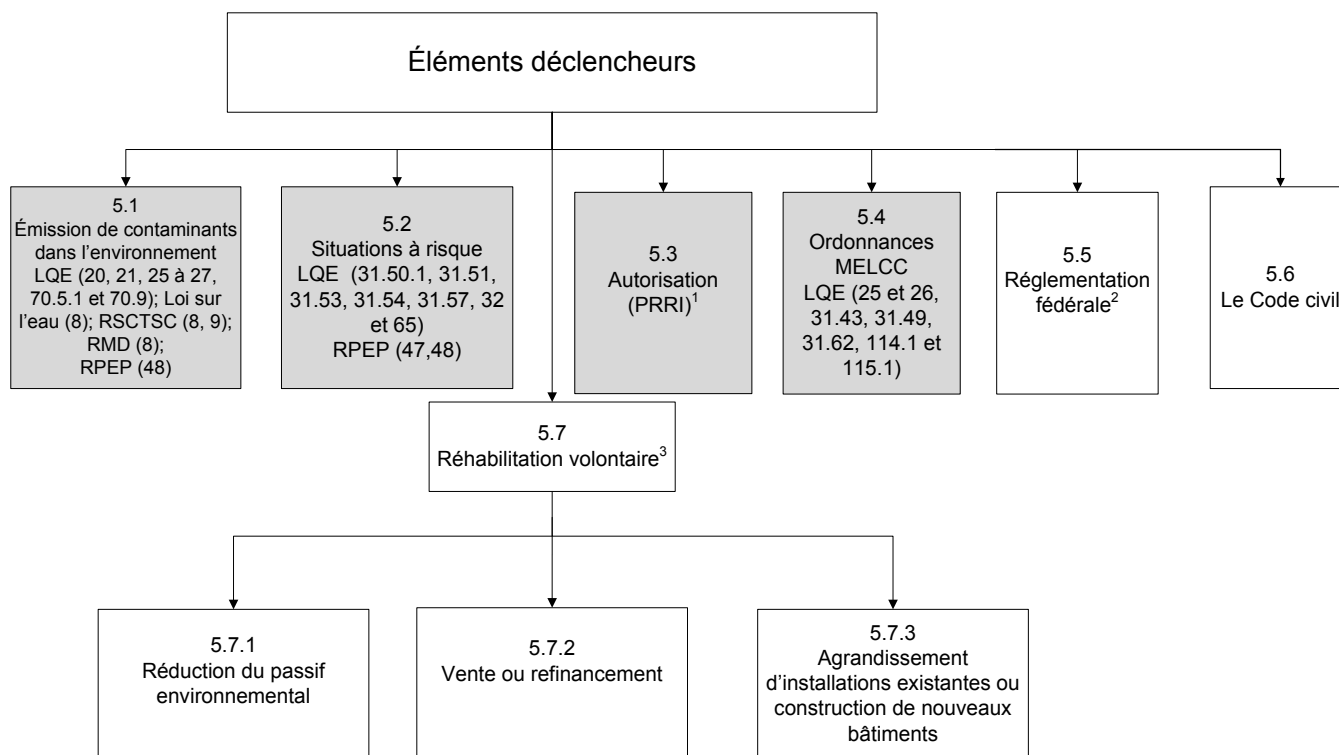 Éléments déclencheurs
5.1
Émission de contaminants
dans l’environnement
LQE (20, 21, 25 à 27,
70.5.1 et 70.9); Loi sur
l’eau (8); RSCTSC (8, 9);
RMD (8);
RPEP (48)
5.2
Situations à risque
LQE (31.50.1, 31.51,
31.53, 31.54, 31.57, 32
et 65)
RPEP (47,48)
5.3
Autorisation
(PRRI)1
5.4
Ordonnances
MELCC
LQE (25 et 26,
31.43, 31.49,
31.62, 114.1 et
115.1)
5.5
Réglementation
fédérale2
5.6
Le Code civil
5.7
Réhabilitation volontaire3
5.7.1
Réduction du passif
environnemental
5.7.2
Vente ou refinancement
5.7.3
Agrandissement
d’installations existantes ou
construction de nouveaux
bâtiments